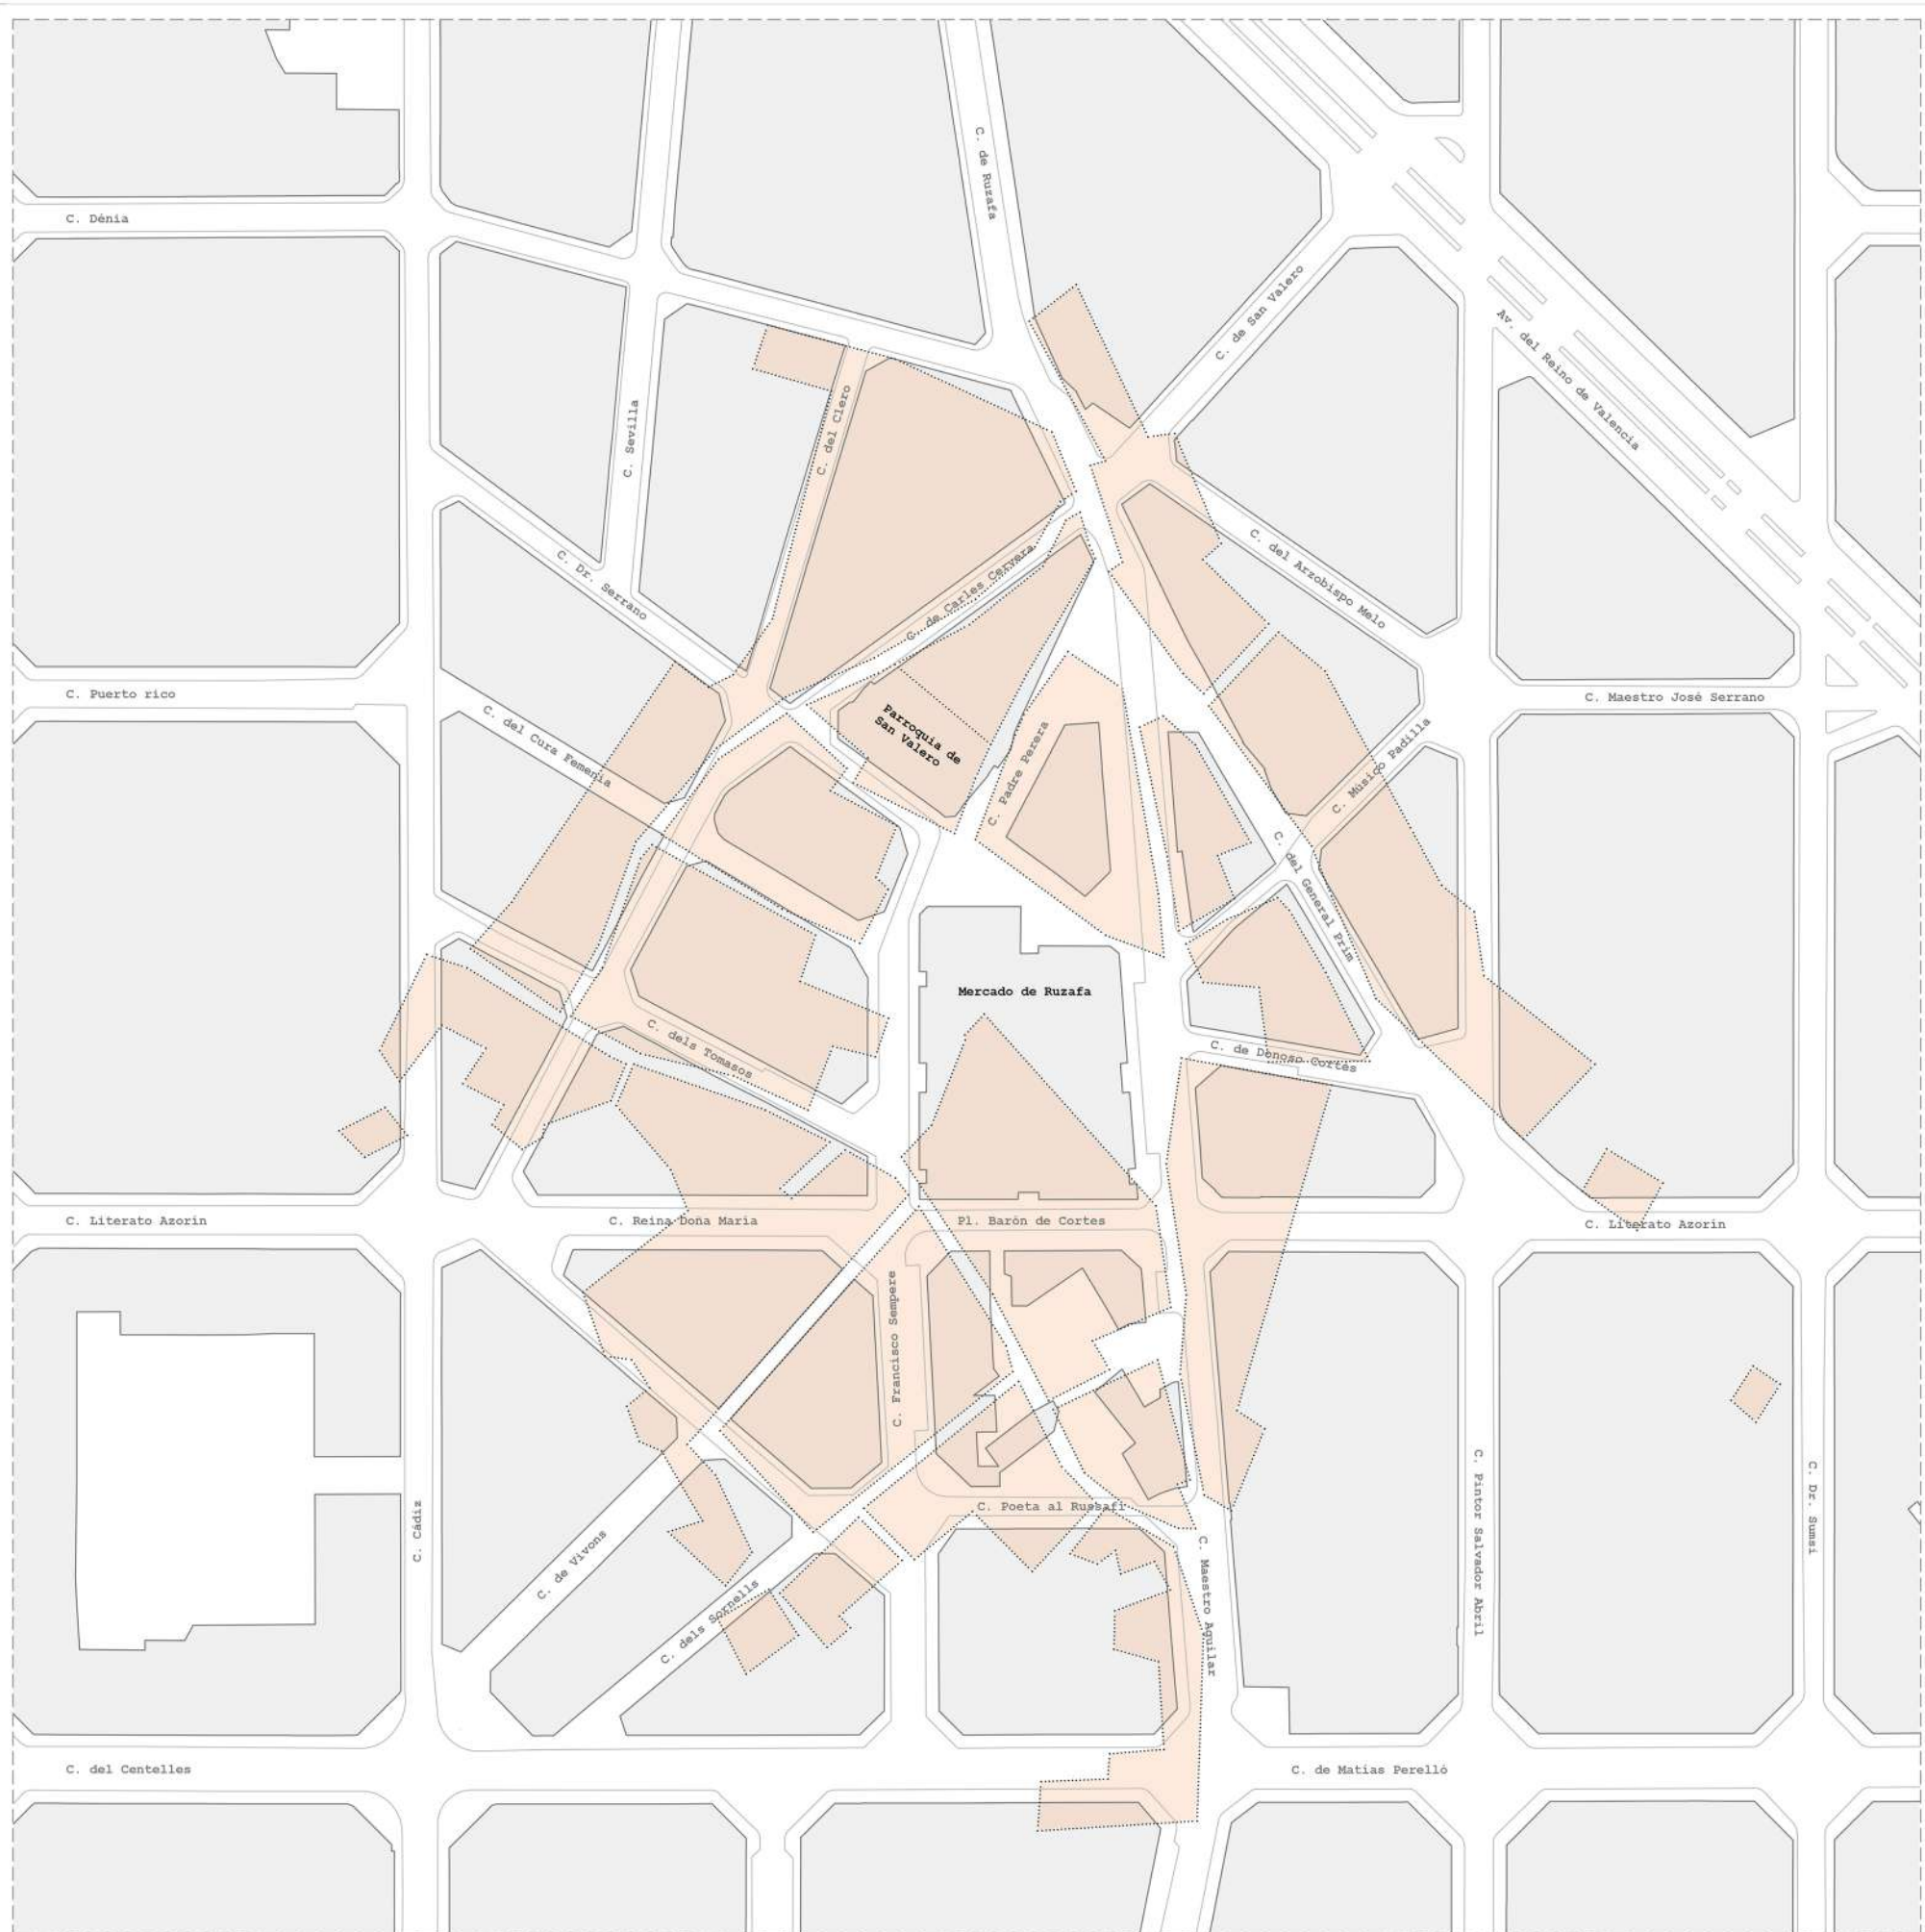 C. de Ruzafa
C. Dénia
C. de San Valero
Av. del Reino de Valencia
C. del Clero
C. Sevilla
C. Dr. Serrano
C. de Carles Cervera
C. del Arzobispo Melo
C. Puerto rico
C. Maestro José Serrano
C. del Cura Femenia
Parroquia de
San Valero
C. Padre Perera
C. Músico Padilla
C. del General Prim
Mercado de Ruzafa
C. dels Tomasos
C. de Donoso Cortés
C. Literato Azorín
C. Reina Doña María
Pl. Barón de Cortes
C. Literato Azorín
C. Francisco Sempere
C. Poeta al Russafí
C. Cádiz
C. de Vivons
C. dels Sornells
C. Maestro Aguilar
C. Pintor Salvador Abril
C. Dr. Sumsi
C. del Centelles
C. de Matías Perelló